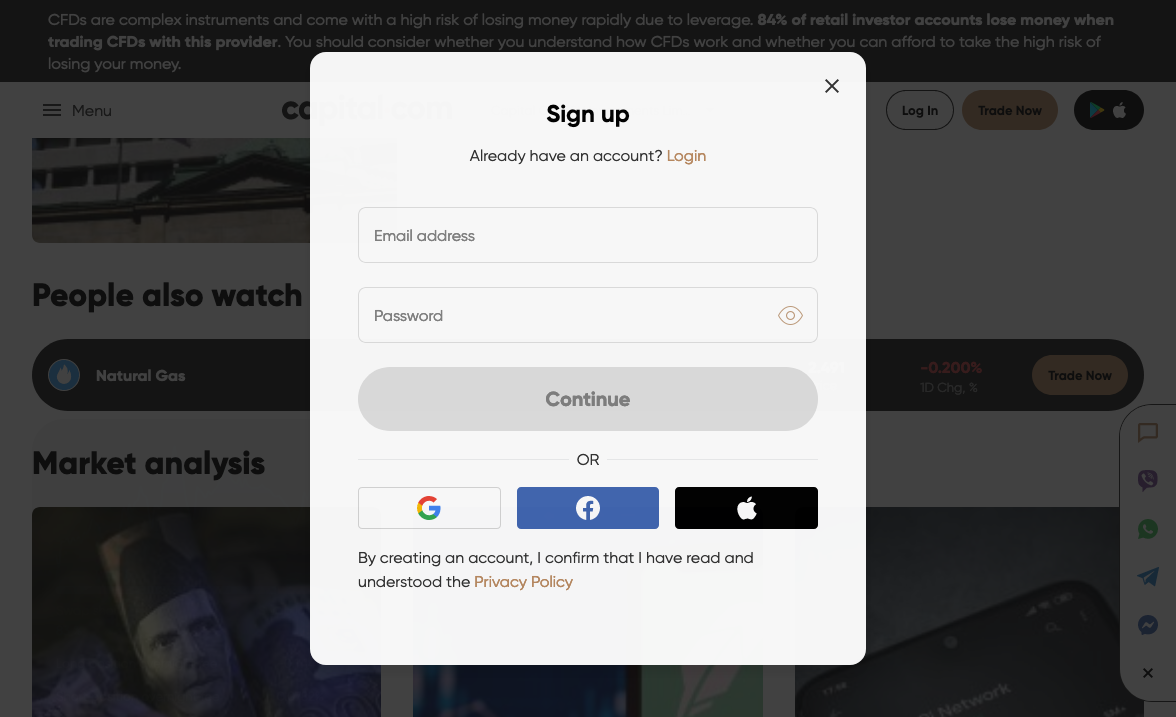 CFDs are complex instruments and come with a high risk of losing money rapidly due to leverage. 84% of retail investor accounts lose money when
trading CFDs with this provider. You should consider whether you understand how CFDs work and whether you can afford to take the high risk of
losing your money.
Menu
capital.com
Log In
Trade Now
Sign up
Already have an account? Login
Email address
Password
Continue
OR
By creating an account, I confirm that I have read and
understood the Privacy Policy
People also watch
Natural Gas
-0.200%
1D Chg, %
Trade Now
Market analysis
17:58
Network